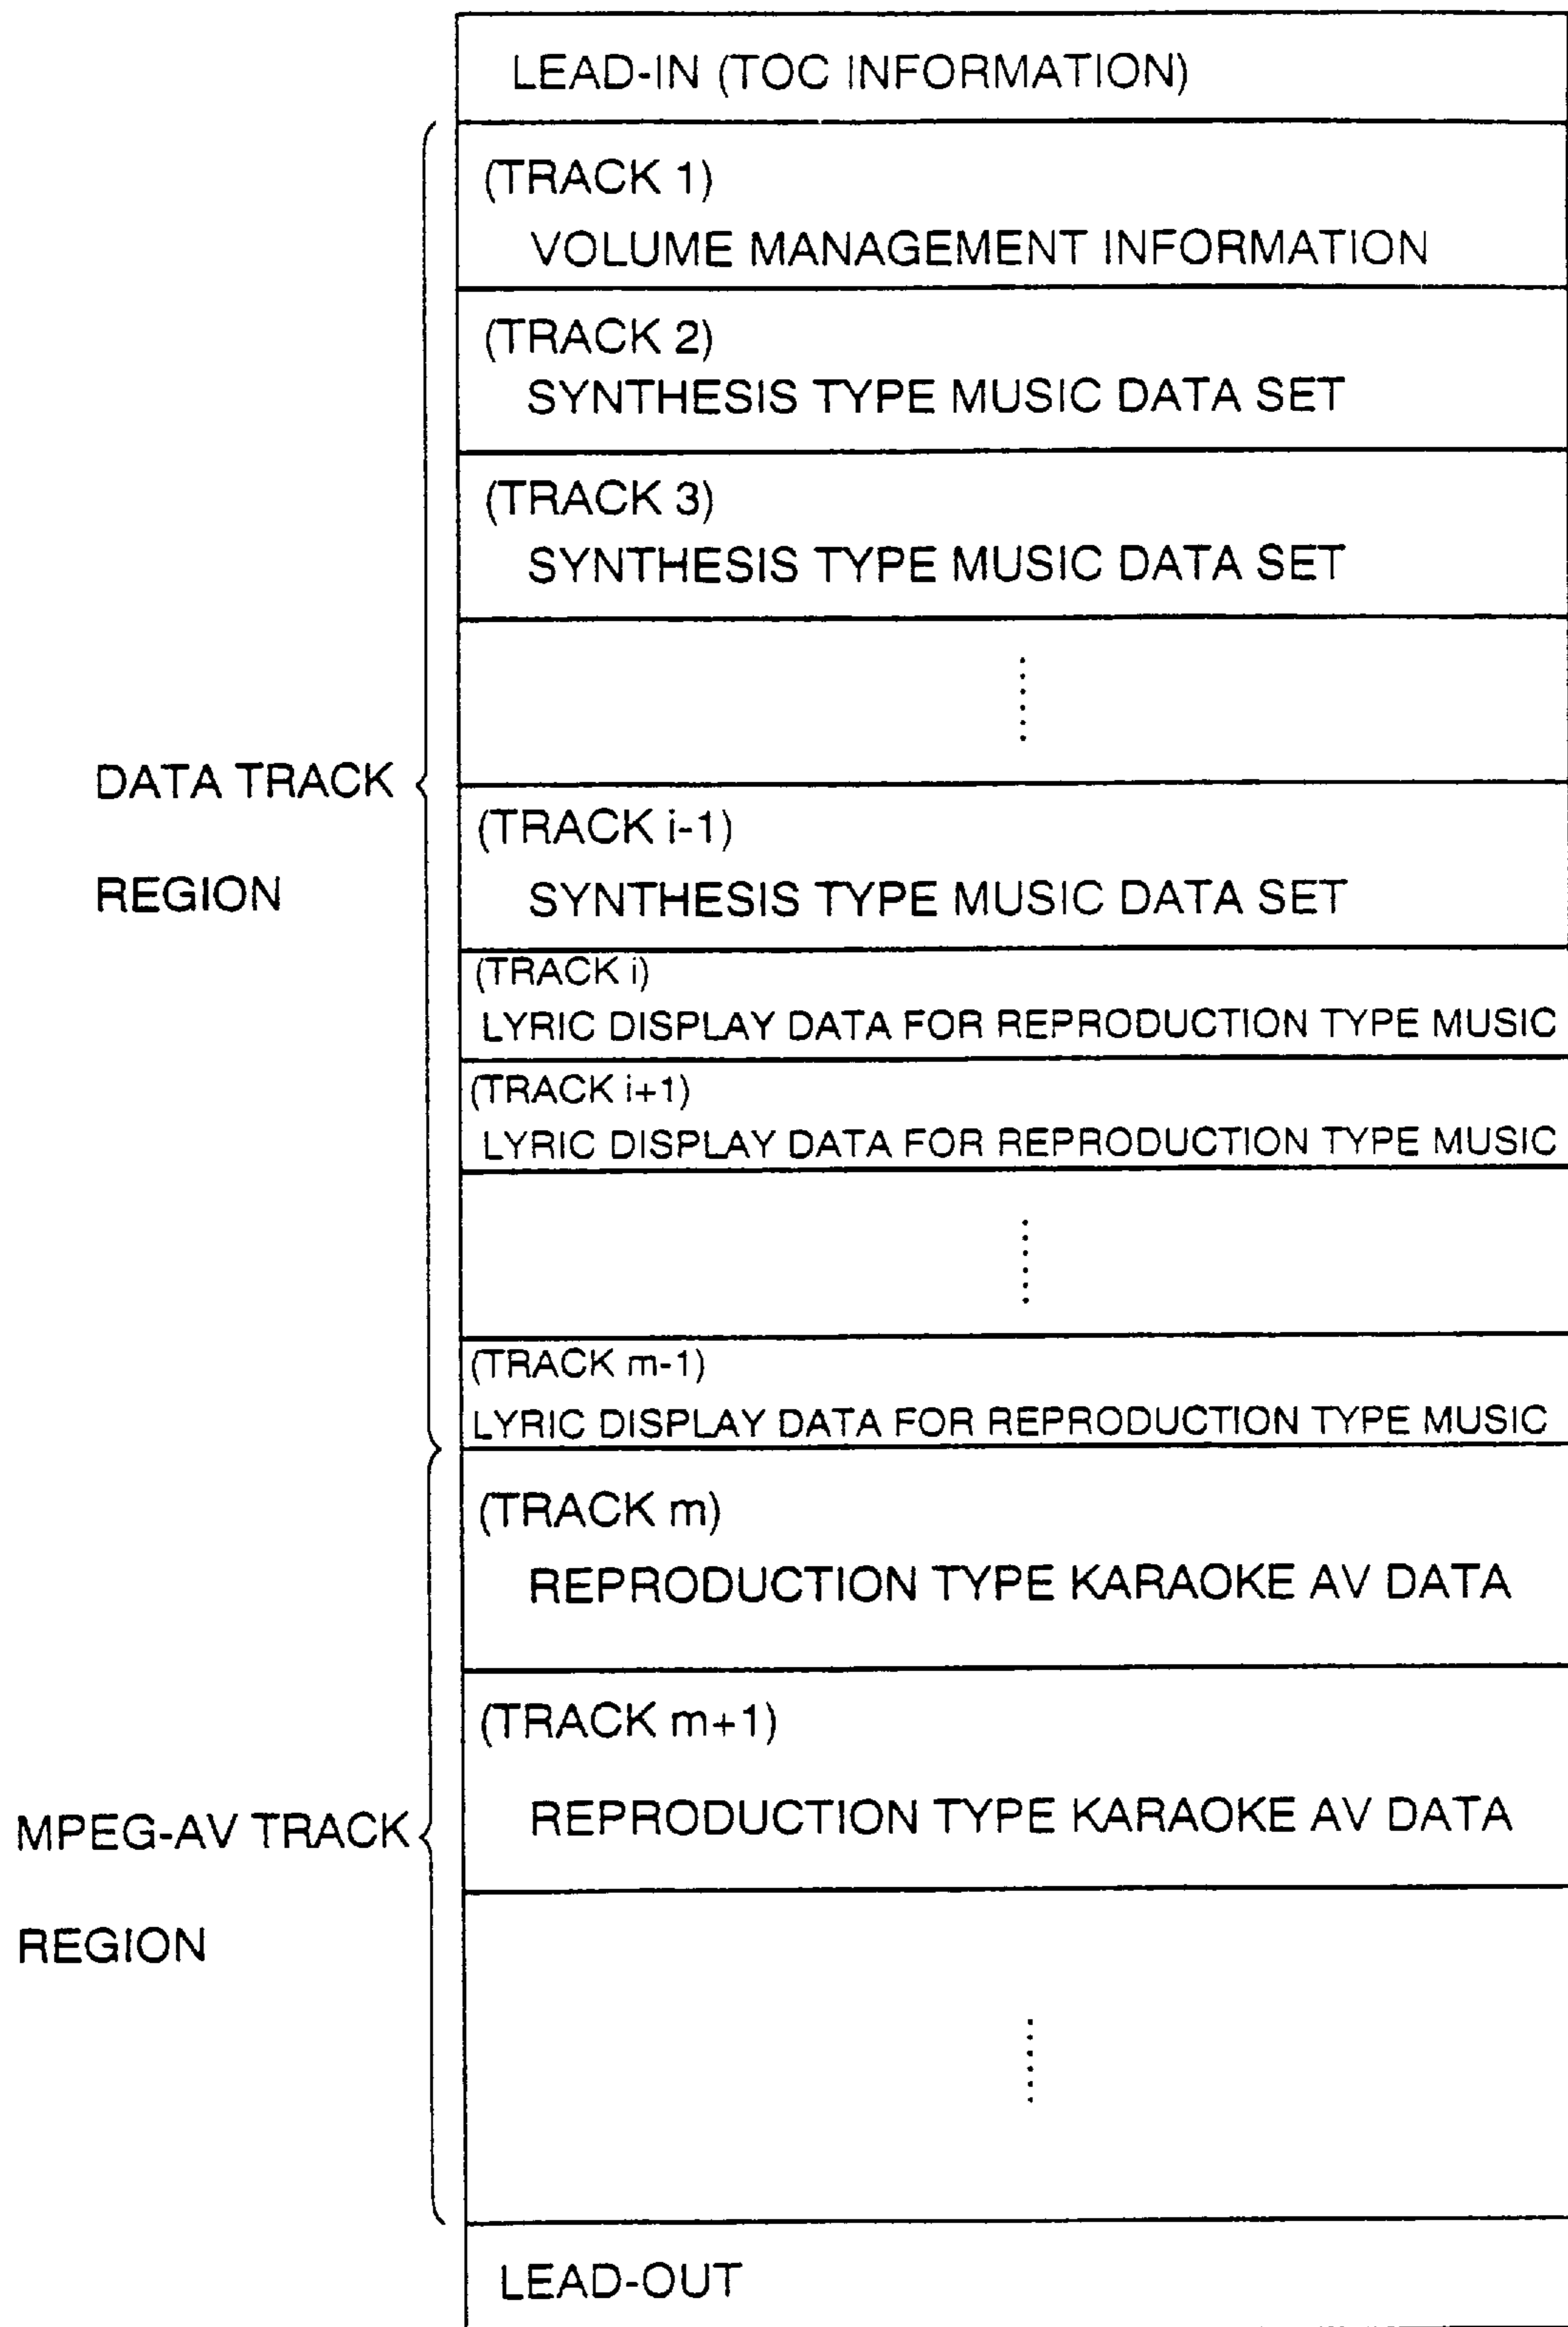 LEAD-IN (TOC INFORMATION)
(TRACK 1)
VOLUME MANAGEMENT INFORMATION
(TRACK 2)
SYNTHESIS TYPE MUSIC DATA SET
(TRACK 3)
SYNTHESIS TYPE MUSIC DATA SET
DATA TRACK
REGION
(TRACK i-1)
SYNTHESIS TYPE MUSIC DATA SET
(TRACK i)
LYRIC DISPLAY DATA FOR REPRODUCTION TYPE MUSIC
(TRACK i+1)
LYRIC DISPLAY DATA FOR REPRODUCTION TYPE MUSIC
(TRACK m-1)
LYRIC DISPLAY DATA FOR REPRODUCTION TYPE MUSIC
(TRACK m)
REPRODUCTION TYPE KARAOKE AV DATA
(TRACK m+1)
REPRODUCTION TYPE KARAOKE AV DATA
MPEG-AV TRACK
REGION
LEAD-OUT